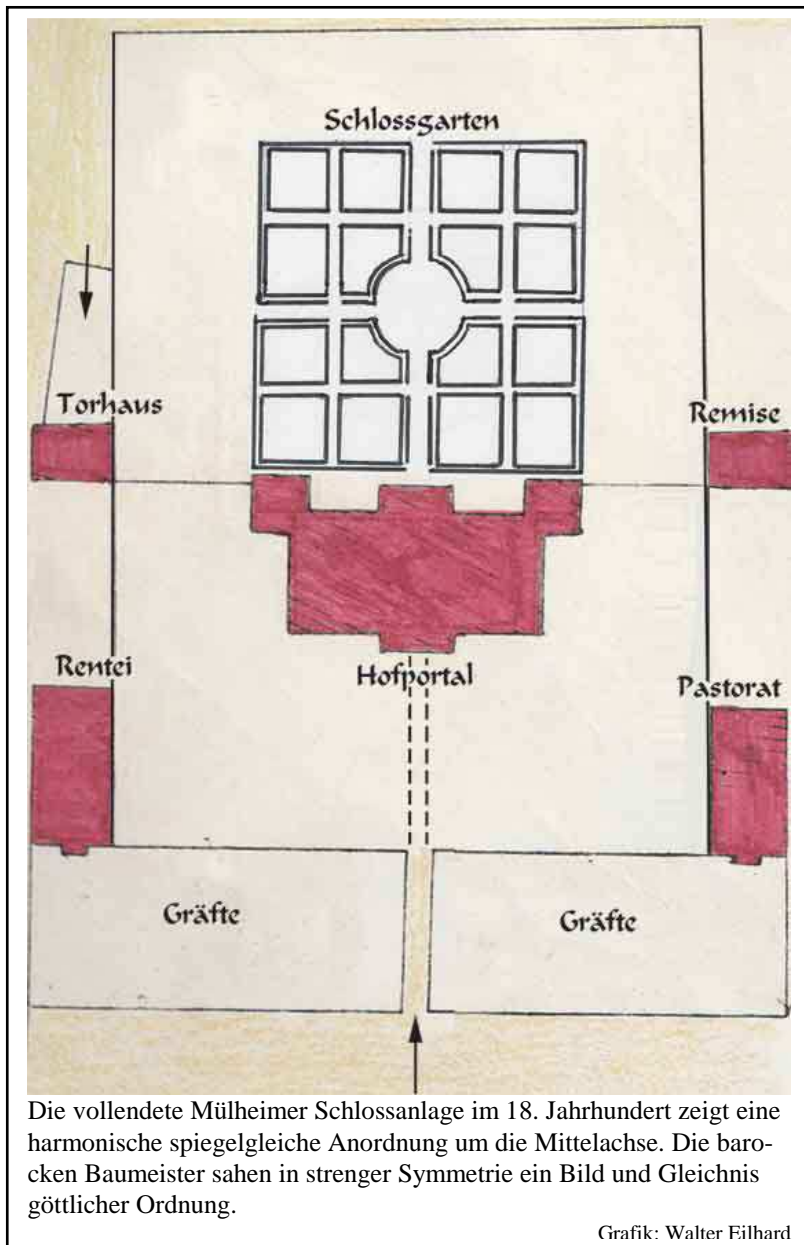 Schlossgarten
Torhaus
Remise
Rentei
Hofportal
Pastorat
Gräfte
Gräfte
Die vollendete Mülheimer Schlossanlage im 18. Jahrhundert zeigt eine
harmonische spiegelgleiche Anordnung um die Mittelachse. Die baro-
cken Baumeister sahen in strenger Symmetrie ein Bild und Gleichnis
göttlicher Ordnung.
Grafik: Walter Eilhard